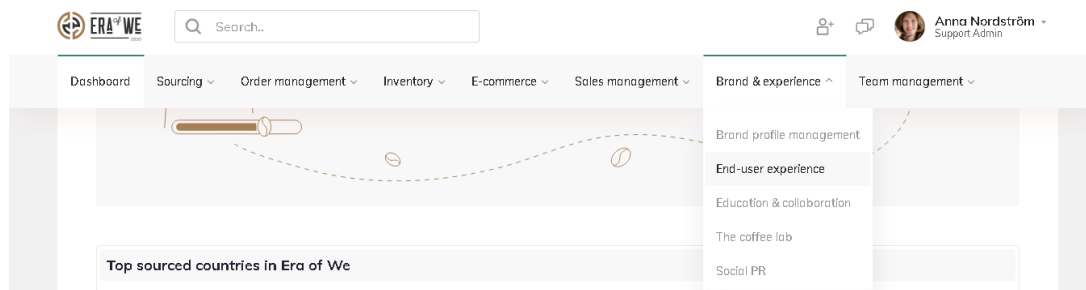 ERA of WE
Search..
Anna Nordström
Support Admin
Dashboard Sourcing Order management Inventory E-commerce Sales management Brand & experience Team management
Brand profile management
End-user experience
Education & collaboration
The coffee lab
Social PR
Top sourced countries in Era of We